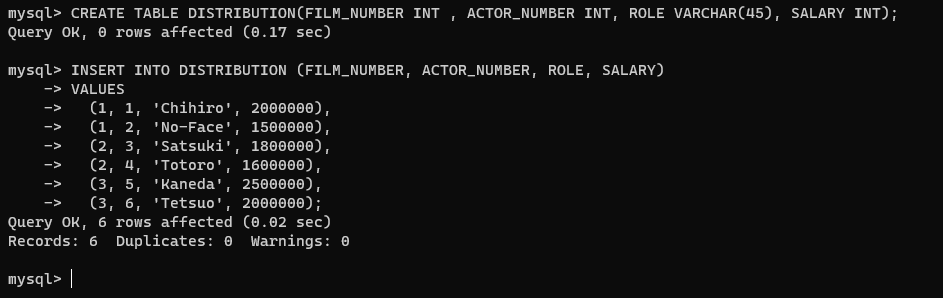 mysql> CREATE TABLE DISTRIBUTION(FILM_NUMBER INT , ACTOR_NUMBER INT, ROLE VARCHAR(45), SALARY INT);
Query OK, 0 rows affected (0.17 sec)
mysql> INSERT INTO DISTRIBUTION (FILM_NUMBER, ACTOR_NUMBER, ROLE, SALARY)
    -> VALUES
    ->   (1, 1, 'Chihiro', 2000000),
    ->   (1, 2, 'No-Face', 1500000),
    ->   (2, 3, 'Satsuki', 1800000),
    ->   (2, 4, 'Totoro', 1600000),
    ->   (3, 5, 'Kaneda', 2500000),
    ->   (3, 6, 'Tetsuo', 2000000);
Query OK, 6 rows affected (0.02 sec)
Records: 6  Duplicates: 0  Warnings: 0
mysql>